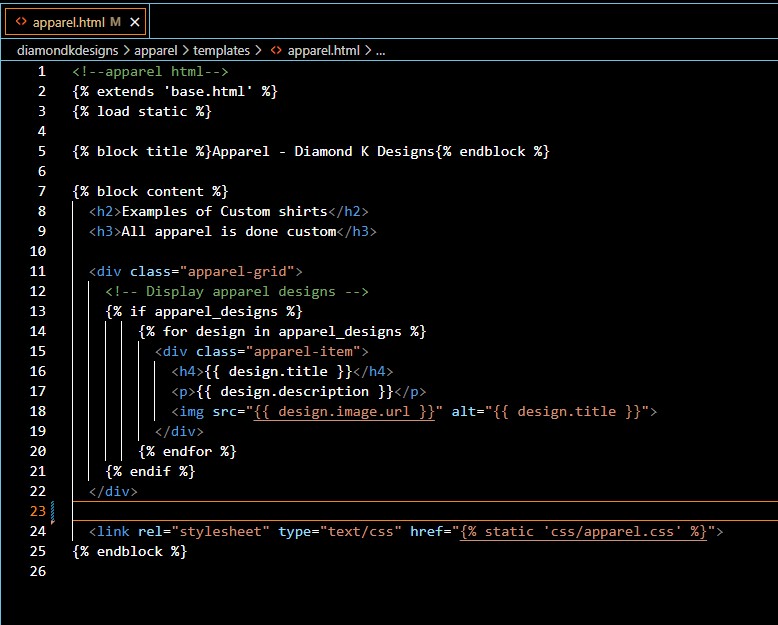 <> apparel.html M ×
diamondkdesigns > apparel > templates > <> apparel.html > ...
1 <!--apparel html-->
2 {% extends 'base.html' %}
3 {% load static %}
4
5 {% block title %}Apparel - Diamond K Designs{% endblock %}
6
7 {% block content %}
8 <h2>Examples of Custom shirts</h2>
9 <h3>All apparel is done custom</h3>
10
11 <div class="apparel-grid">
12 <!-- Display apparel designs -->
13 {% if apparel_designs %}
14 {% for design in apparel_designs %}
15 <div class="apparel-item">
16 <h4>{{ design.title }}</h4>
17 <p>{{ design.description }}</p>
18 <img src="{{ design.image.url }}" alt="{{ design.title }}">
19 </div>
20 {% endfor %}
21 {% endif %}
22 </div>
23
24 <link rel="stylesheet" type="text/css" href="{% static 'css/apparel.css' %}">
25 {% endblock %}
26